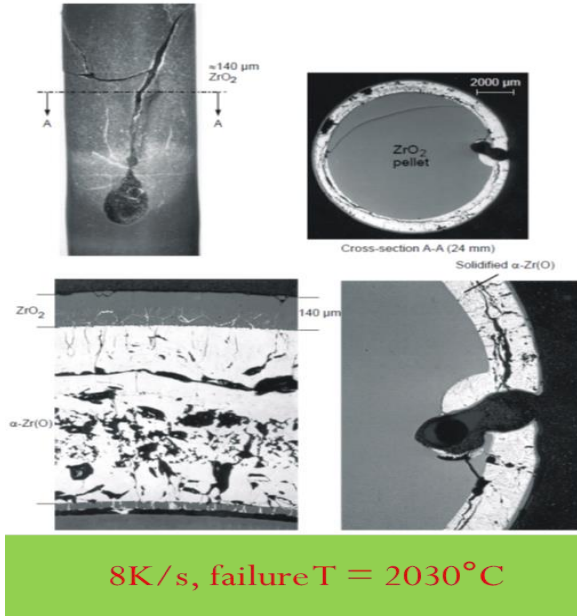 ≈140 µm
ZrO₂
A
A
2000 µm
ZrO₂
pellet
Cross-section A-A (24 mm)
Solidified α-Zr(O)
ZrO₂
140 µm
α-Zr(O)
8K/s, failure T = 2030°C